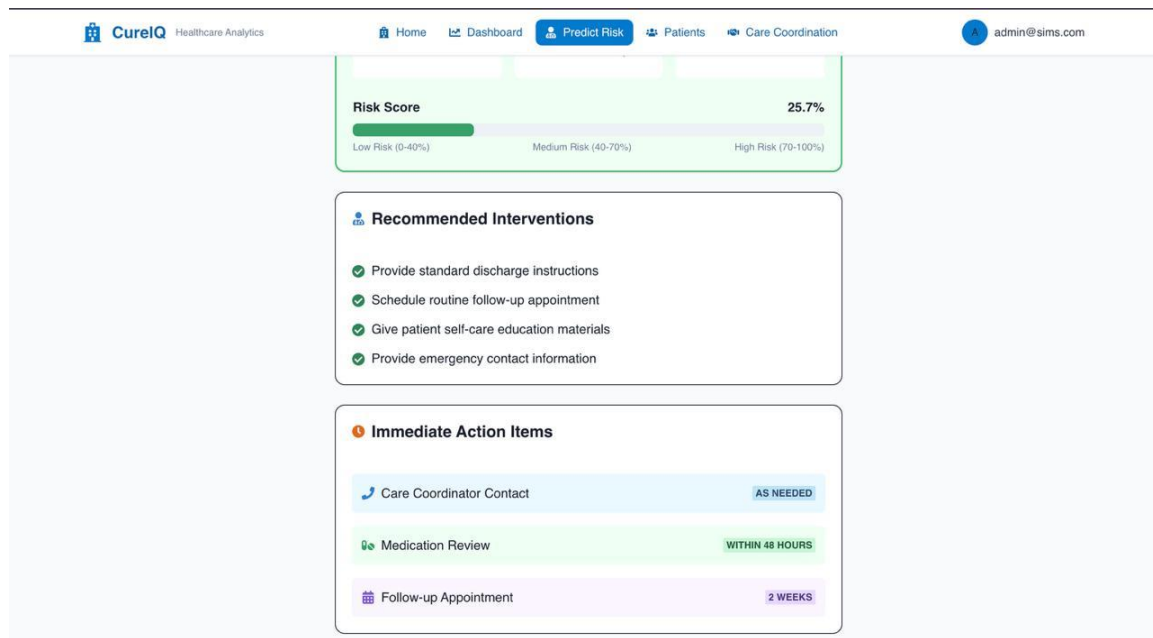 CureIQ Healthcare Analytics Home Dashboard Predict Risk Patients Care Coordination A admin@sims.com
Risk Score 25.7%
Low Risk (0-40%) Medium Risk (40-70%) High Risk (70-100%)
Recommended Interventions
Provide standard discharge instructions
Schedule routine follow-up appointment
Give patient self-care education materials
Provide emergency contact information
Immediate Action Items
Care Coordinator Contact AS NEEDED
Medication Review WITHIN 48 HOURS
Follow-up Appointment 2 WEEKS